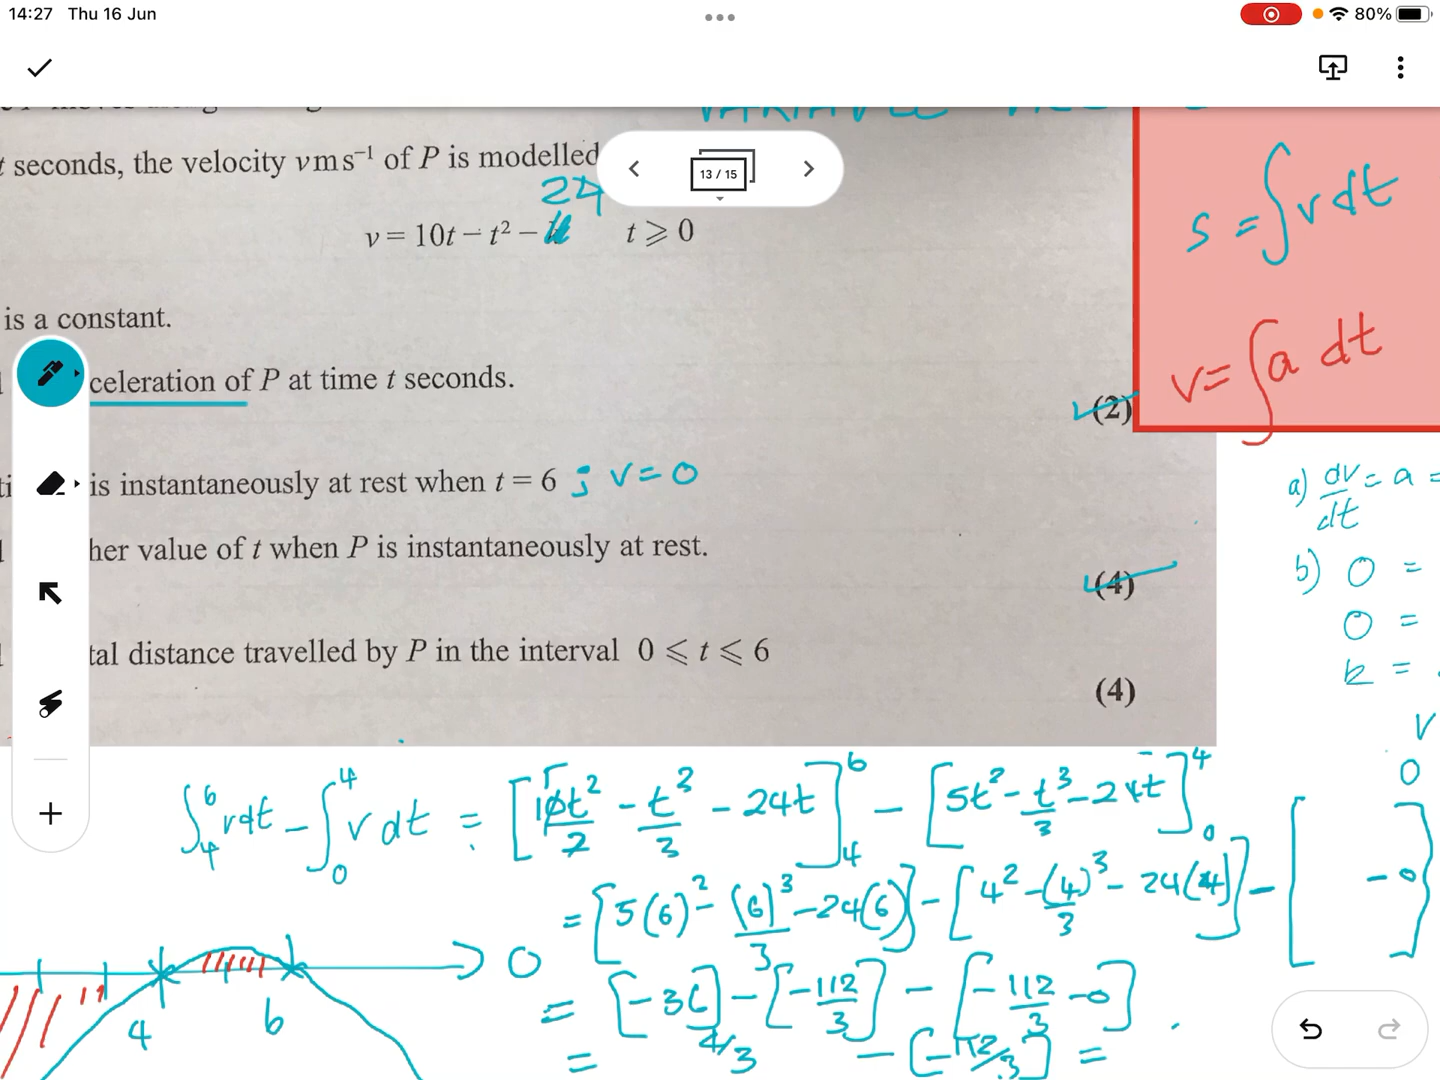 14:27 Thu 16 Jun
80%
13 / 15
t seconds, the velocity v m s⁻¹ of P is modelled
24
v = 10t − t² − t ⩾ 0
is a constant.
celeration of P at time t seconds.
(2)
is instantaneously at rest when t = 6 ; v = 0
her value of t when P is instantaneously at rest.
(4)
tal distance travelled by P in the interval 0 ⩽ t ⩽ 6
(4)
s = ∫ v dt
v = ∫ a dt
a) dv/dt = a =
b) 0 =
0 =
k =
v
0
∫₄⁶ v dt − ∫₀⁴ v dt = [10t²/2 − t³/3 − 24t]₄⁶ − [5t² − t³/3 − 24t]₀⁴
= [5(6)² − (6)³/3 − 24(6)] − [4² − (4)³/3 − 24(4)] − [ − 0 ]
= [−36] − [−112/3] − [−112/3 − 0]
= 4/3 − [−112/3] =
4
6
0